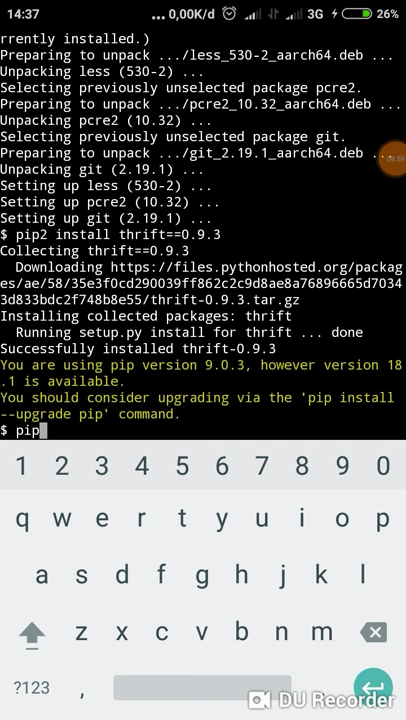 14:37 ... 0,00K/d 3G 26%
rrently installed.)
Preparing to unpack .../less_530-2_aarch64.deb ...
Unpacking less (530-2) ...
Selecting previously unselected package pcre2.
Preparing to unpack .../pcre2_10.32_aarch64.deb ...
Unpacking pcre2 (10.32) ...
Selecting previously unselected package git.
Preparing to unpack .../git_2.19.1_aarch64.deb ...
Unpacking git (2.19.1) ...
Setting up less (530-2) ...
Setting up pcre2 (10.32) ...
Setting up git (2.19.1) ...
$ pip2 install thrift==0.9.3
Collecting thrift==0.9.3
  Downloading https://files.pythonhosted.org/packag
es/ae/58/35e3f0cd290039ff862c2c9d8ae8a76896665d7034
3d833bdc2f748b8e55/thrift-0.9.3.tar.gz
Installing collected packages: thrift
  Running setup.py install for thrift ... done
Successfully installed thrift-0.9.3
You are using pip version 9.0.3, however version 18
.1 is available.
You should consider upgrading via the 'pip install
--upgrade pip' command.
$ pip
1 2 3 4 5 6 7 8 9 0
q w e r t y u i o p
a s d f g h j k l
z x c v b n m
?123 ,
DU Recorder